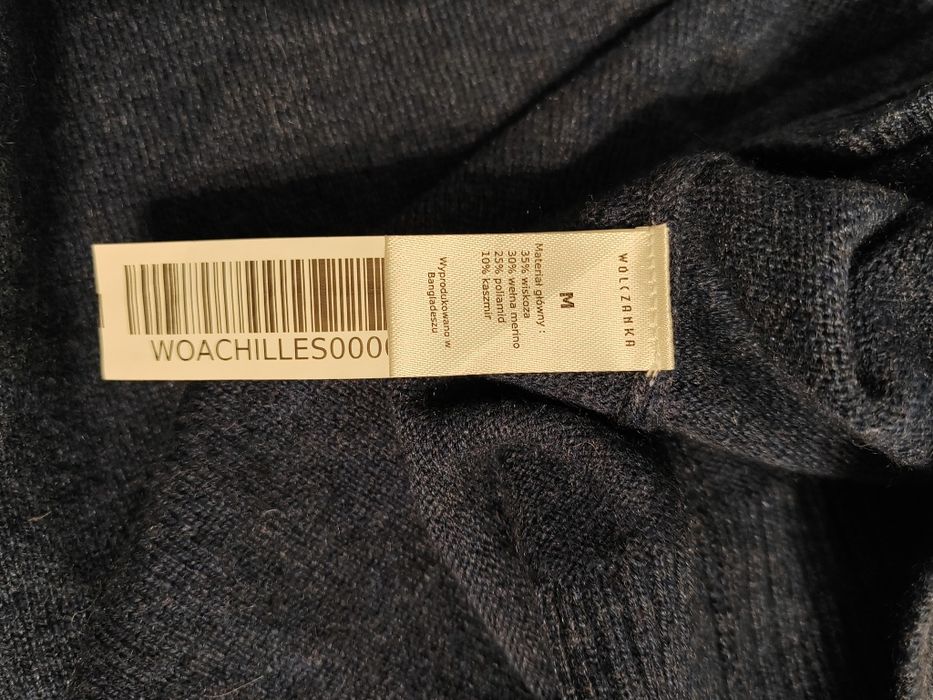 WÓLCZANKA
M
Materiał główny :
35% wiskoza
30% wełna merino
25% poliamid
10% kaszmir
Wyprodukowano w
Bangladeszu
WOACHILLES000